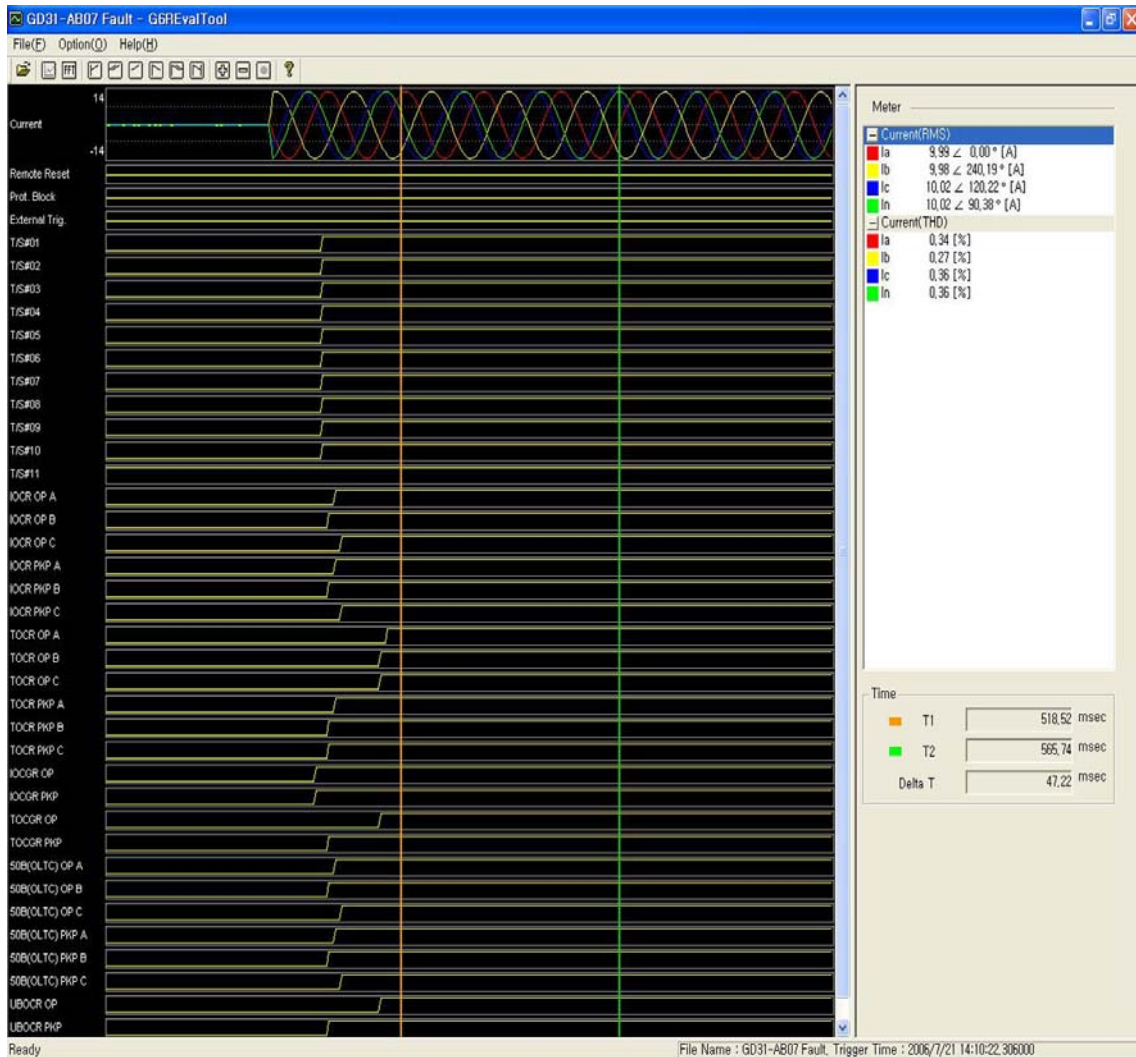 GD31-AB07 Fault - G6REvalTool
File(F) Option(O) Help(H)
14
Current
-14
Remote Reset
Prot. Block
External Trig.
T/S#01
T/S#02
T/S#03
T/S#04
T/S#05
T/S#06
T/S#07
T/S#08
T/S#09
T/S#10
T/S#11
IOCR OP A
IOCR OP B
IOCR OP C
IOCR PKP A
IOCR PKP B
IOCR PKP C
TOCR OP A
TOCR OP B
TOCR OP C
TOCR PKP A
TOCR PKP B
TOCR PKP C
IOCGR OP
IOCGR PKP
TOCGR OP
TOCGR PKP
50B(OLTC) OP A
50B(OLTC) OP B
50B(OLTC) OP C
50B(OLTC) PKP A
50B(OLTC) PKP B
50B(OLTC) PKP C
UBOCR OP
UBOCR PKP
Meter
Current(RMS)
Ia 9,99 ∠ 0,00° [A]
Ib 9,98 ∠ 240,19° [A]
Ic 10,02 ∠ 120,22° [A]
In 10,02 ∠ 90,38° [A]
Current(THD)
Ia 0,34 [%]
Ib 0,27 [%]
Ic 0,36 [%]
In 0,36 [%]
Time
T1 518,52 msec
T2 565,74 msec
Delta T 47,22 msec
Ready
File Name : GD31-AB07 Fault, Trigger Time : 2006/7/21 14:10:22,306000